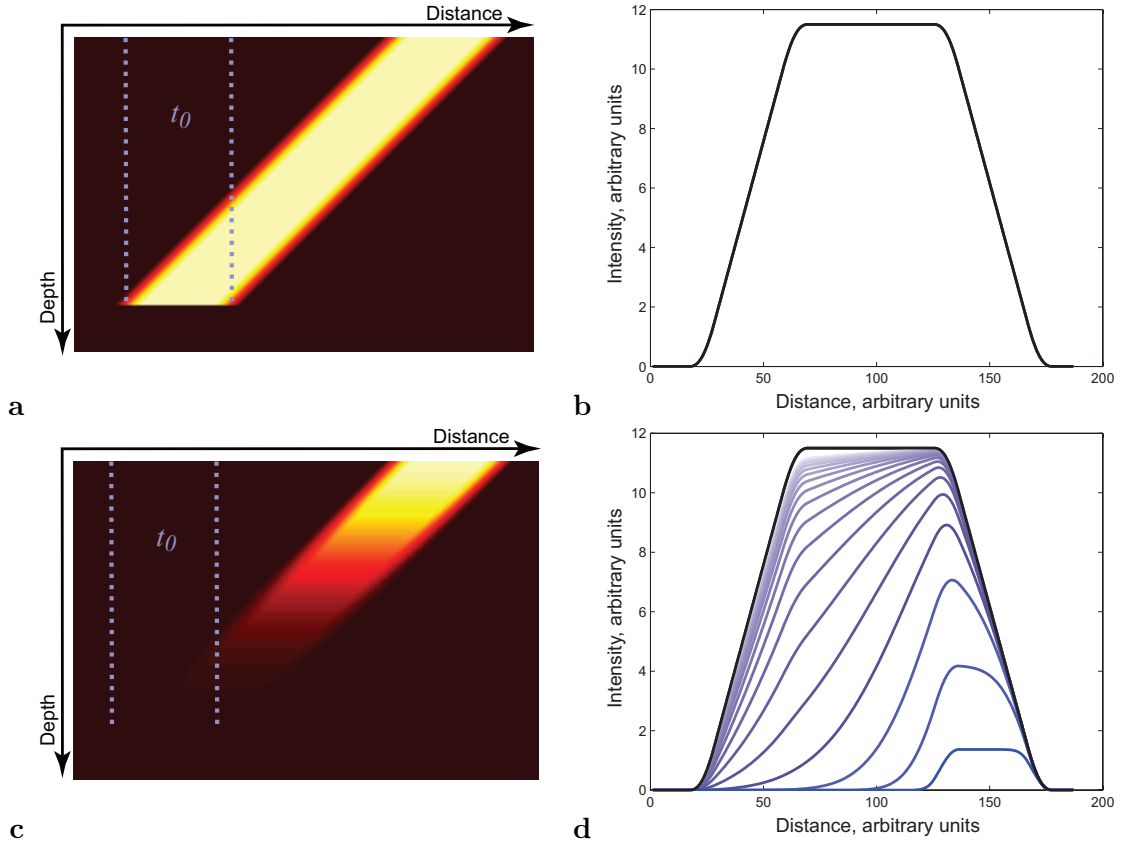 Distance
t0
Depth
a
12
10
8
6
4
2
0
Intensity, arbitrary units
0
50
100
150
200
Distance, arbitrary units
b
Distance
t0
Depth
c
12
10
8
6
4
2
0
Intensity, arbitrary units
0
50
100
150
200
Distance, arbitrary units
d